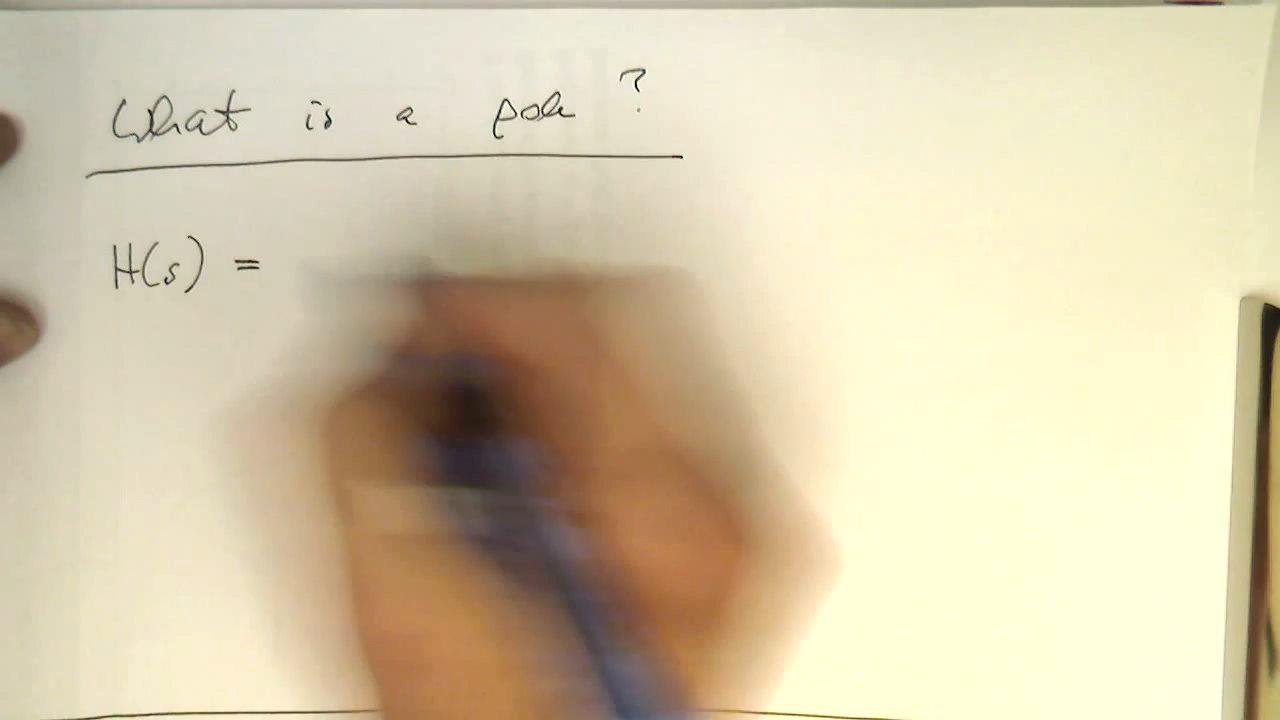 What is a pole ?
H(s) =